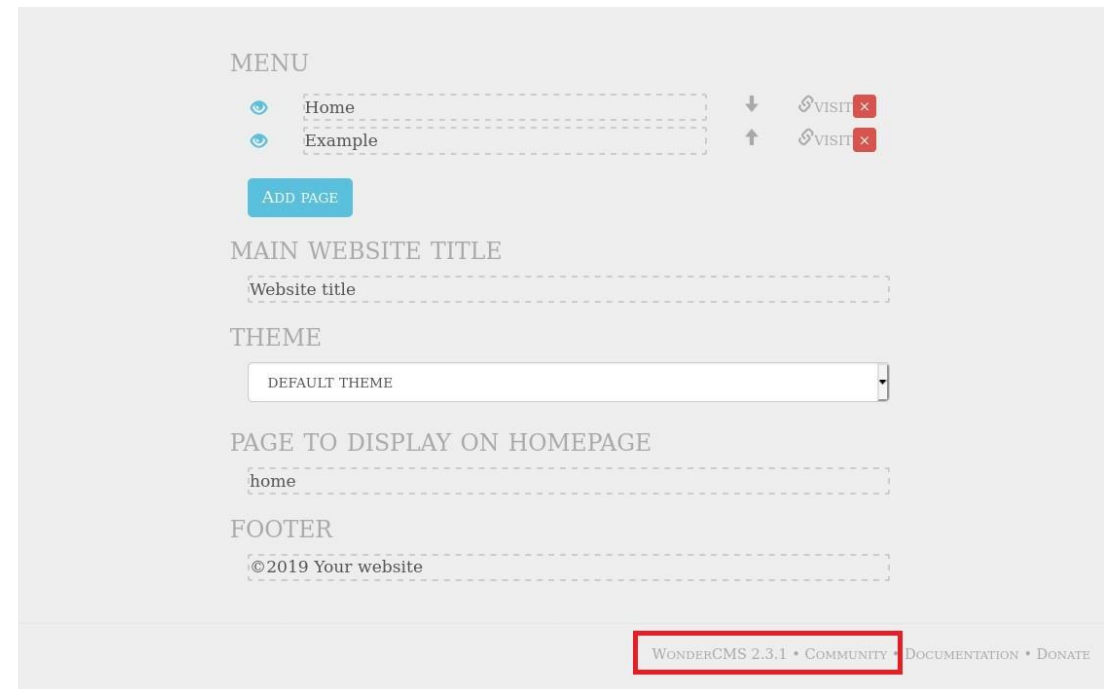 MENU
Home VISIT ×
Example VISIT ×
ADD PAGE
MAIN WEBSITE TITLE
Website title
THEME
DEFAULT THEME
PAGE TO DISPLAY ON HOMEPAGE
home
FOOTER
©2019 Your website
WONDERCMS 2.3.1 • COMMUNITY • DOCUMENTATION • DONATE